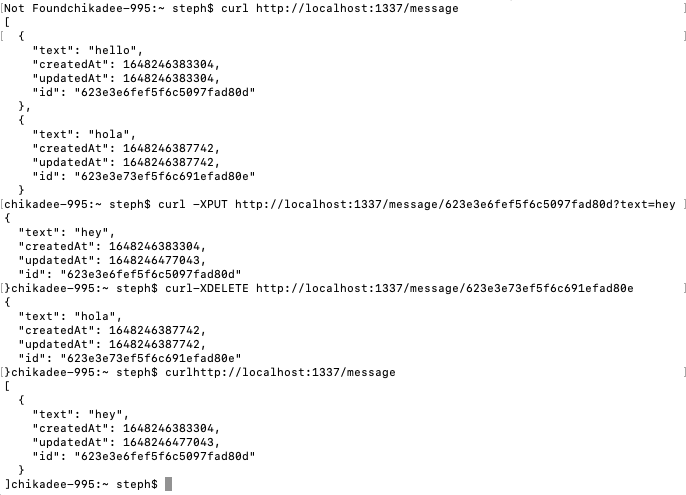 Not Foundchikadee-995:~ steph$ curl http://localhost:1337/message
[
  {
    "text": "hello",
    "createdAt": 1648246383304,
    "updatedAt": 1648246383304,
    "id": "623e3e6fef5f6c5097fad80d"
  },
  {
    "text": "hola",
    "createdAt": 1648246387742,
    "updatedAt": 1648246387742,
    "id": "623e3e73ef5f6c691efad80e"
  }
[chikadee-995:~ steph$ curl -XPUT http://localhost:1337/message/623e3e6fef5f6c5097fad80d?text=hey ]
{
  "text": "hey",
  "createdAt": 1648246383304,
  "updatedAt": 1648246477043,
  "id": "623e3e6fef5f6c5097fad80d"
[}chikadee-995:~ steph$ curl-XDELETE http://localhost:1337/message/623e3e73ef5f6c691efad80e ]
{
  "text": "hola",
  "createdAt": 1648246387742,
  "updatedAt": 1648246387742,
  "id": "623e3e73ef5f6c691efad80e"
[}chikadee-995:~ steph$ curlhttp://localhost:1337/message ]
[
  {
    "text": "hey",
    "createdAt": 1648246383304,
    "updatedAt": 1648246477043,
    "id": "623e3e6fef5f6c5097fad80d"
  }
]chikadee-995:~ steph$